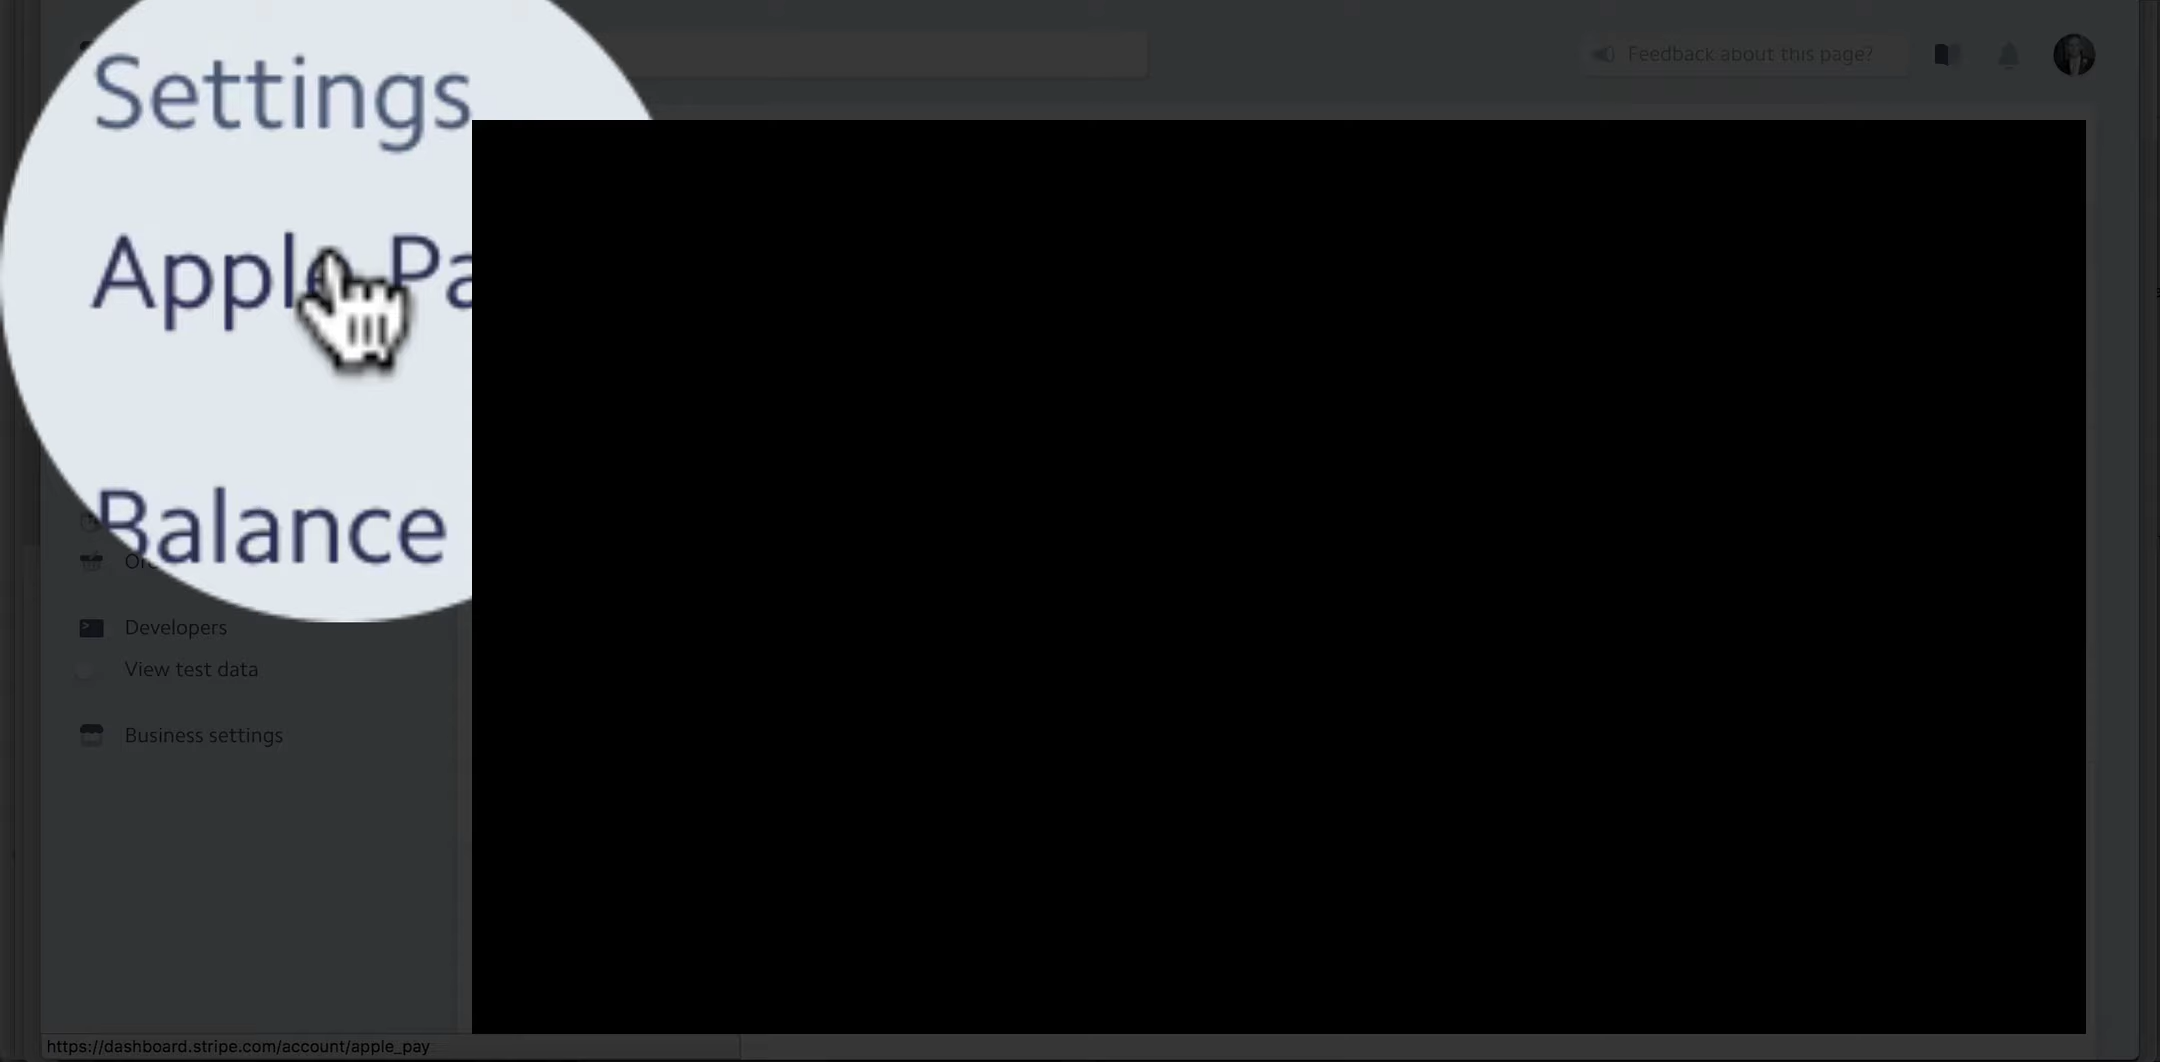 Feedback about this page?
Settings
Apple Pa
Balance
Developers
View test data
Business settings
https://dashboard.stripe.com/account/apple_pay